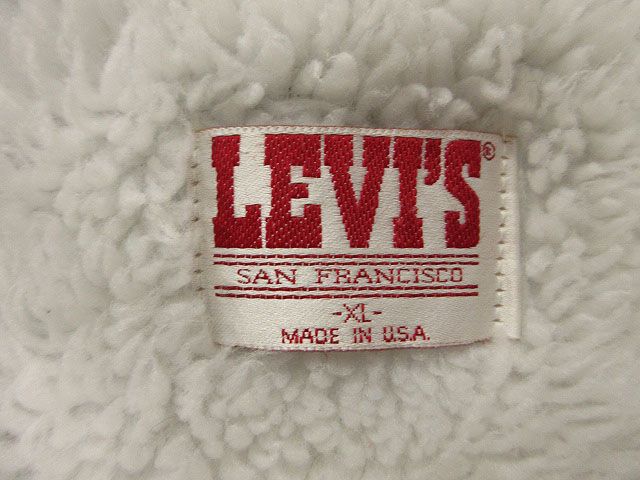 LEVI'S®
SAN FRANCISCO
-XL-
MADE IN U.S.A.